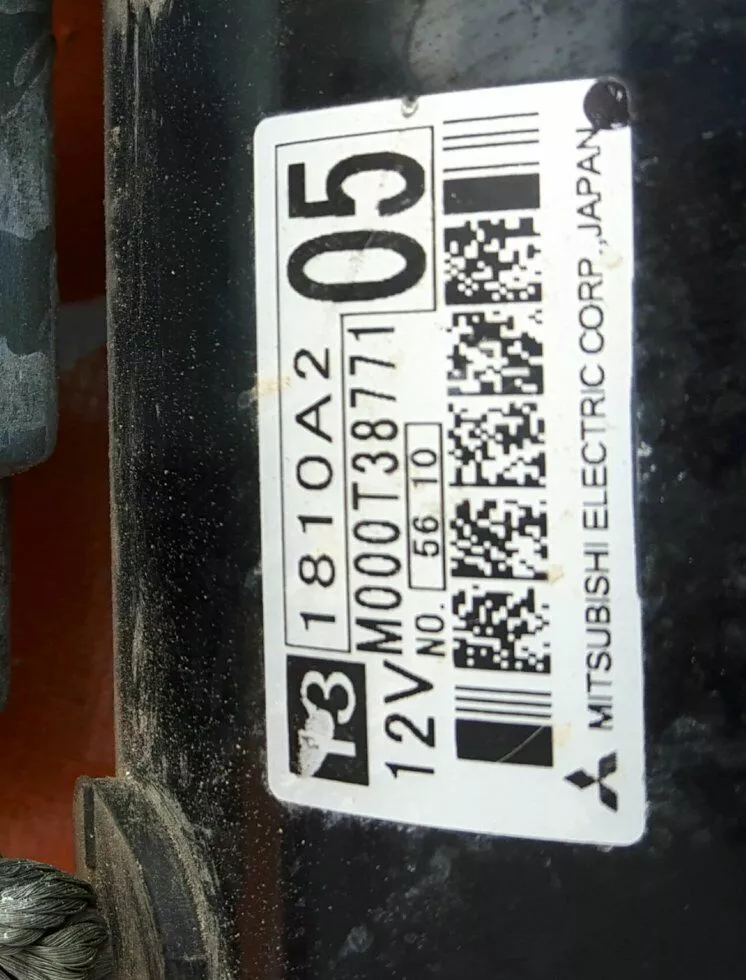 1810A2 05
12V M000T38771
NO. 56 10
MITSUBISHI ELECTRIC CORP.,JAPAN